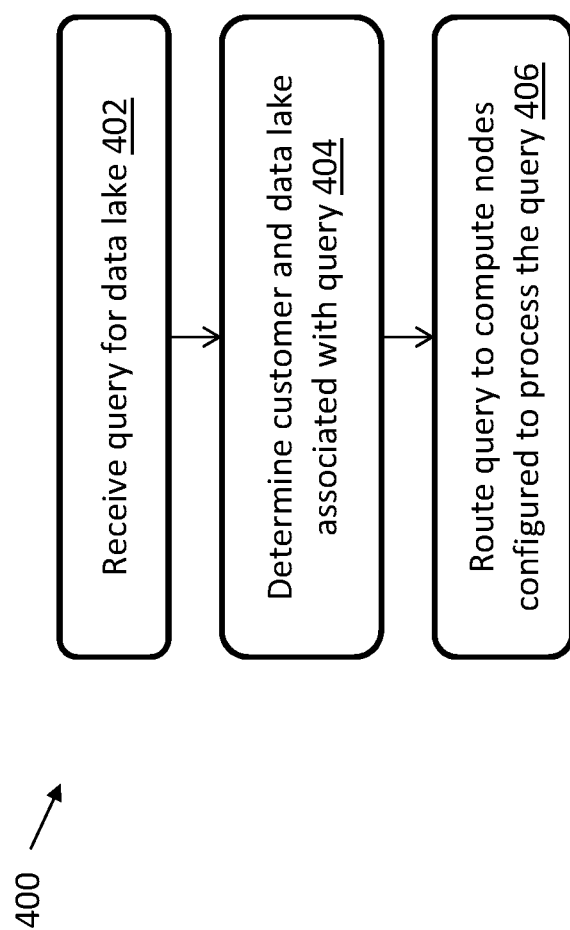 400
Receive query for data lake 402
Determine customer and data lake
associated with query 404
Route query to compute nodes
configured to process the query 406